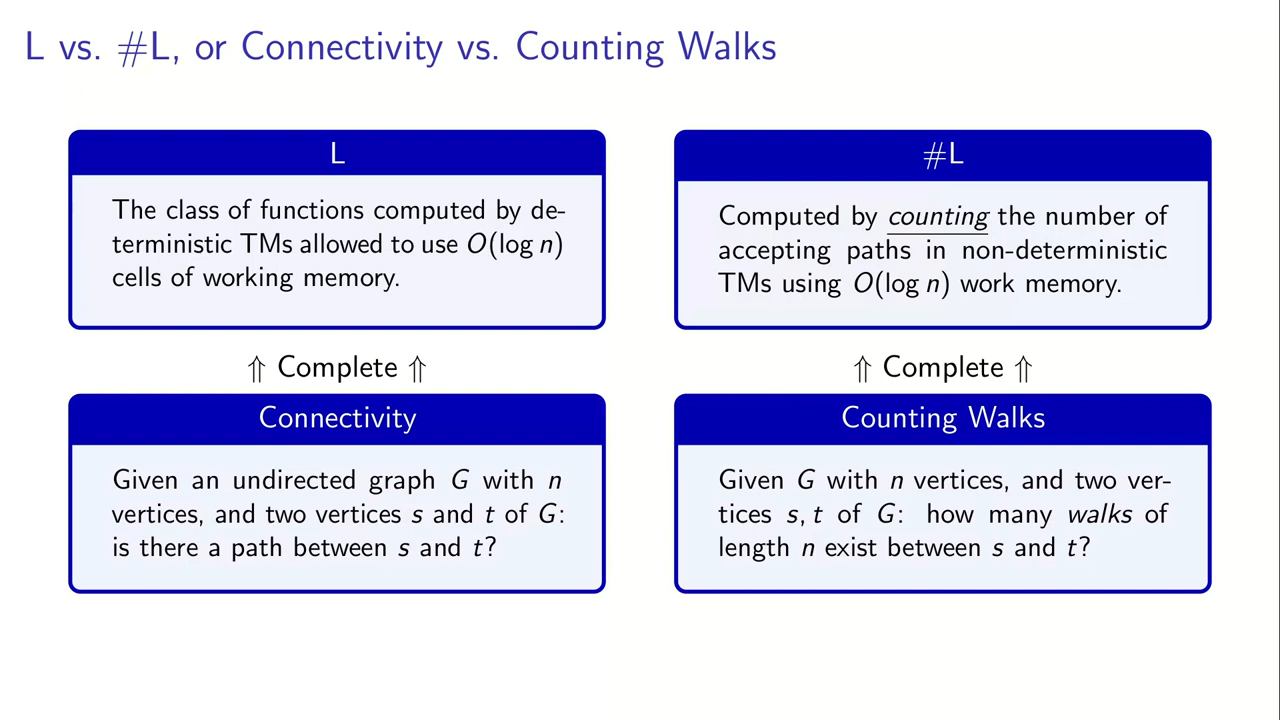 L vs. #L, or Connectivity vs. Counting Walks
L
The class of functions computed by de-
terministic TMs allowed to use O(log n)
cells of working memory.
⇑ Complete ⇑
Connectivity
Given an undirected graph G with n
vertices, and two vertices s and t of G:
is there a path between s and t?
#L
Computed by counting the number of
accepting paths in non-deterministic
TMs using O(log n) work memory.
⇑ Complete ⇑
Counting Walks
Given G with n vertices, and two ver-
tices s, t of G: how many walks of
length n exist between s and t?